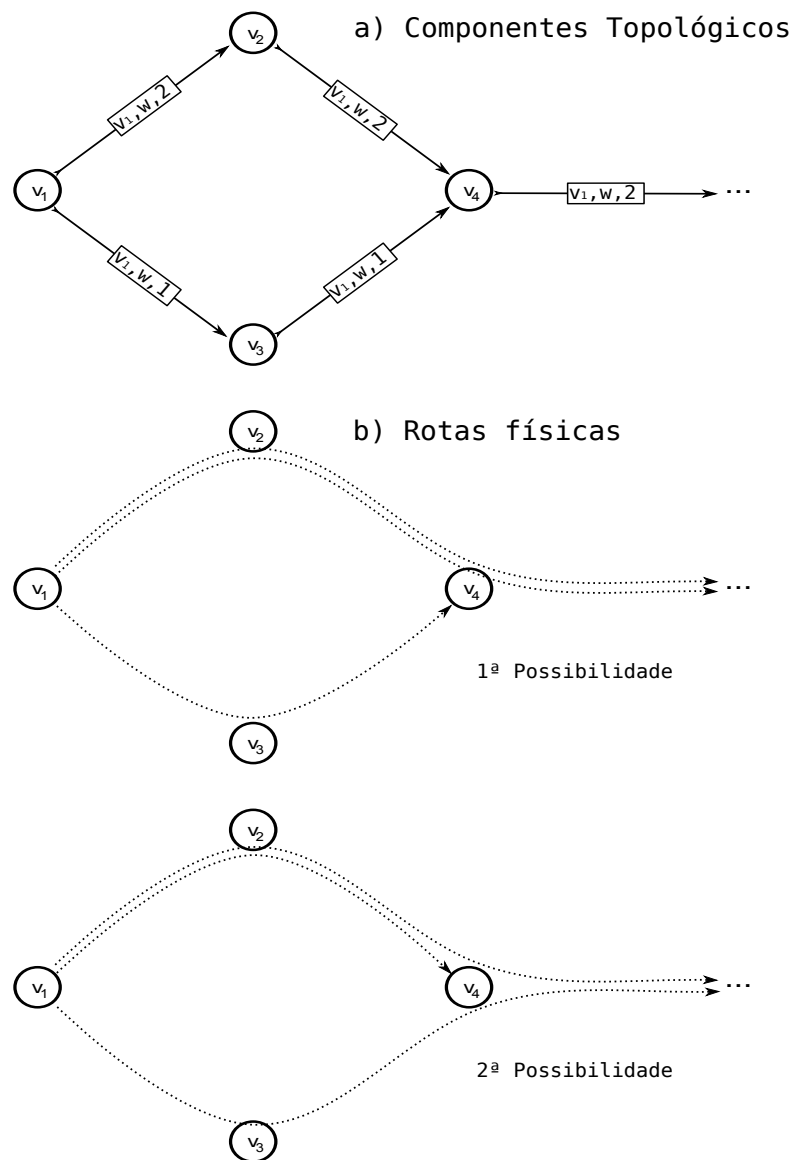 a) Componentes Topológicos
v₂
v₁,w,2
v₁,w,2
v₁
v₄
v₁,w,2
...
v₁,w,1
v₁,w,1
v₃
b) Rotas físicas
v₂
v₁
v₄
...
1ª Possibilidade
v₃
v₂
v₁
v₄
...
2ª Possibilidade
v₃